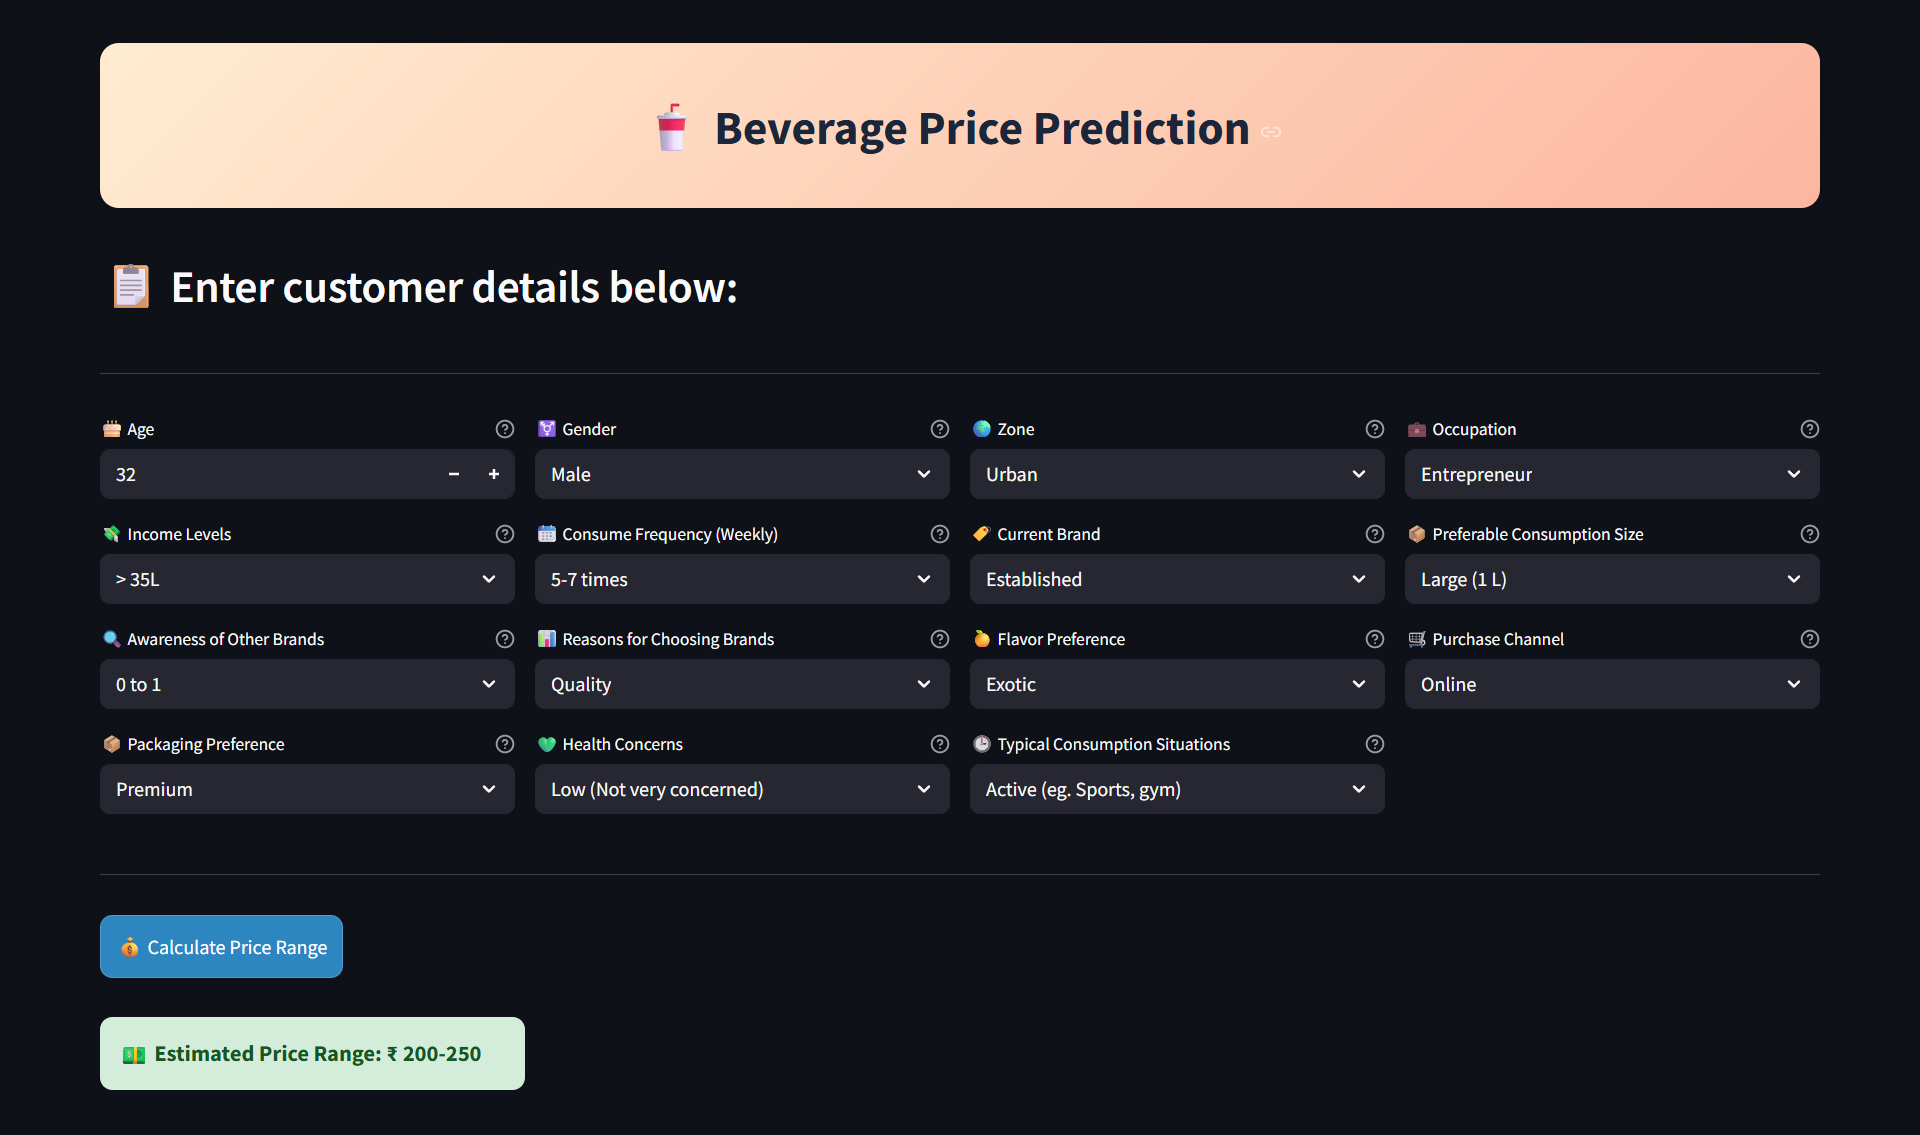 Beverage Price Prediction
Enter customer details below:
Age
32
Gender
Male
Zone
Urban
Occupation
Entrepreneur
Income Levels
> 35L
Consume Frequency (Weekly)
5-7 times
Current Brand
Established
Preferable Consumption Size
Large (1 L)
Awareness of Other Brands
0 to 1
Reasons for Choosing Brands
Quality
Flavor Preference
Exotic
Purchase Channel
Online
Packaging Preference
Premium
Health Concerns
Low (Not very concerned)
Typical Consumption Situations
Active (eg. Sports, gym)
Calculate Price Range
Estimated Price Range: ₹ 200-250